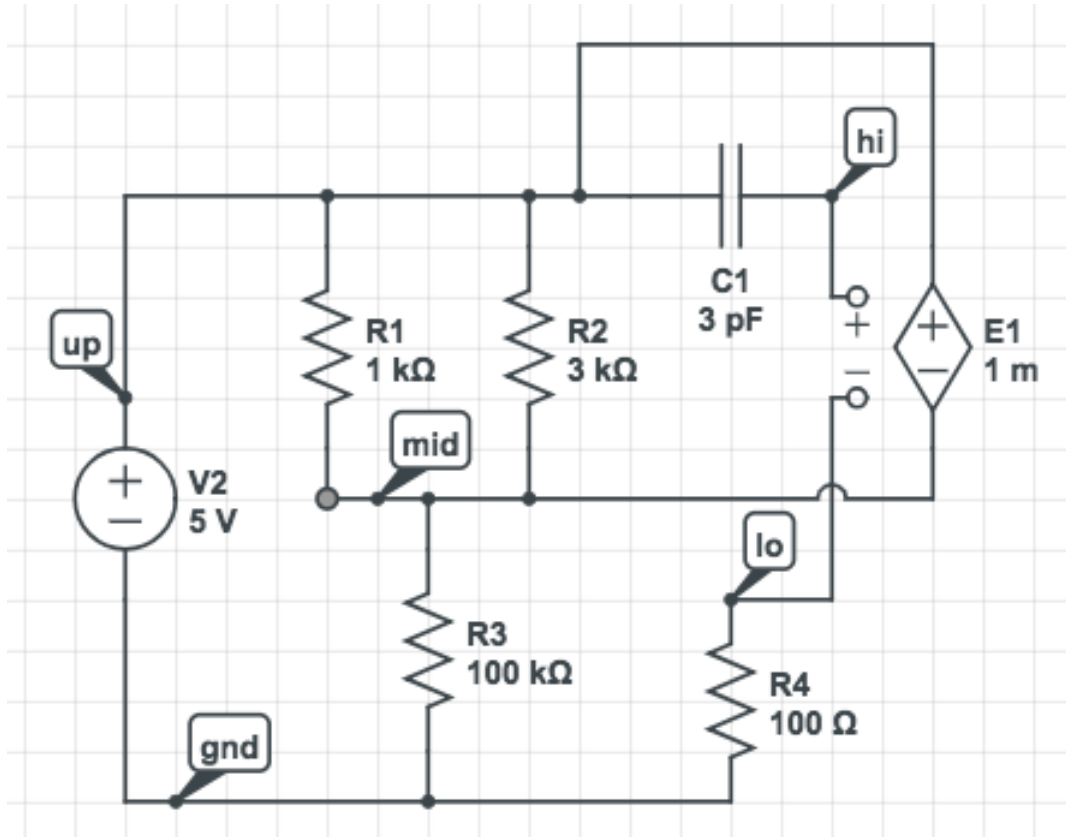 hi
C1
3 pF
+
−
+
−
E1
1 m
R1
1 kΩ
R2
3 kΩ
up
mid
+
−
V2
5 V
lo
R3
100 kΩ
R4
100 Ω
gnd